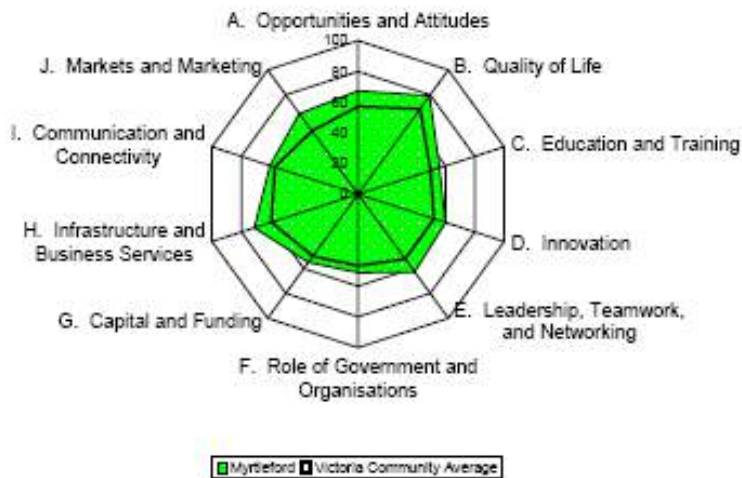 A. Opportunities and Attitudes
100
J. Markets and Marketing
B. Quality of Life
80
60
I. Communication and
Connectivity
C. Education and Training
40
20
0
H. Infrastructure and
Business Services
D. Innovation
G. Capital and Funding
E. Leadership, Teamwork,
and Networking
F. Role of Government and
Organisations
Myrtleford Victoria Community Average